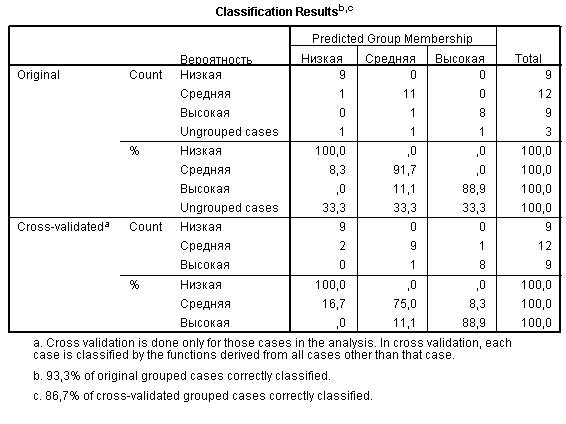 Classification Resultsb,c
Predicted Group Membership
Вероятность Низкая Средняя Высокая Total
Original Count Низкая 9 0 0 9
Средняя 1 11 0 12
Высокая 0 1 8 9
Ungrouped cases 1 1 1 3
% Низкая 100,0 ,0 ,0 100,0
Средняя 8,3 91,7 ,0 100,0
Высокая ,0 11,1 88,9 100,0
Ungrouped cases 33,3 33,3 33,3 100,0
Cross-validateda Count Низкая 9 0 0 9
Средняя 2 9 1 12
Высокая 0 1 8 9
% Низкая 100,0 ,0 ,0 100,0
Средняя 16,7 75,0 8,3 100,0
Высокая ,0 11,1 88,9 100,0
a. Cross validation is done only for those cases in the analysis. In cross validation, each
case is classified by the functions derived from all cases other than that case.
b. 93,3% of original grouped cases correctly classified.
c. 86,7% of cross-validated grouped cases correctly classified.